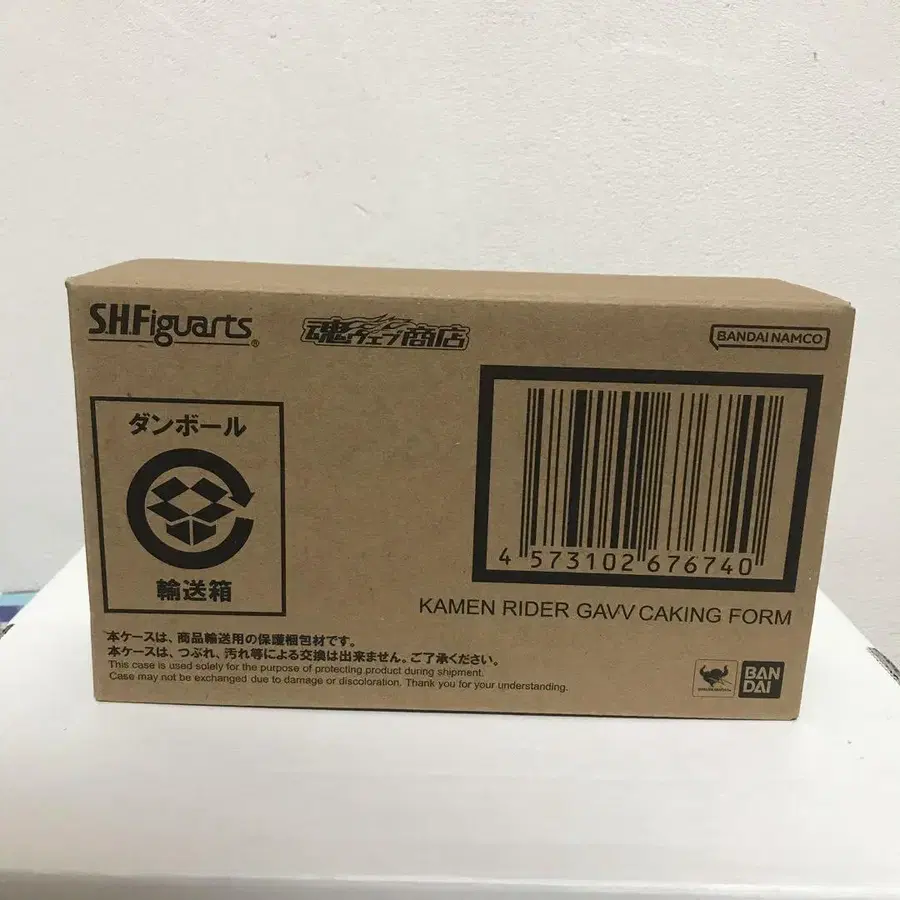 S.H.Figuarts®
魂ウェブ商店
BANDAI NAMCO
ダンボール
輸送箱
4 573102 676740
KAMEN RIDER GAVV CAKING FORM
本ケースは、商品輸送用の保護梱包材です。
本ケースは、つぶれ、汚れ等による交換は出来ません。ご了承ください。
This case is used solely for the purpose of protecting product during shipment.
Case may not be exchanged due to damage or discoloration. Thank you for your understanding.
BAN
DAI